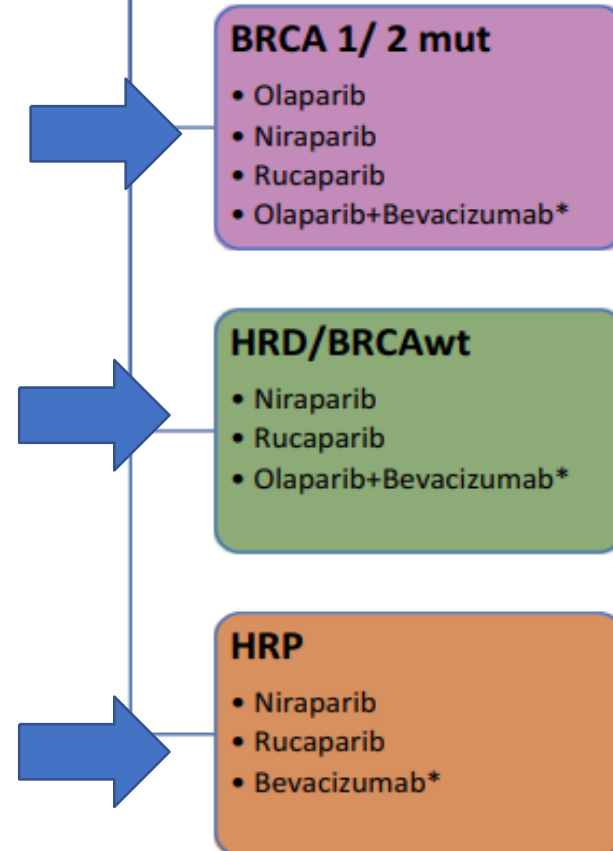 BRCA 1/ 2 mut
• Olaparib
• Niraparib
• Rucaparib
• Olaparib+Bevacizumab*
HRD/BRCAwt
• Niraparib
• Rucaparib
• Olaparib+Bevacizumab*
HRP
• Niraparib
• Rucaparib
• Bevacizumab*